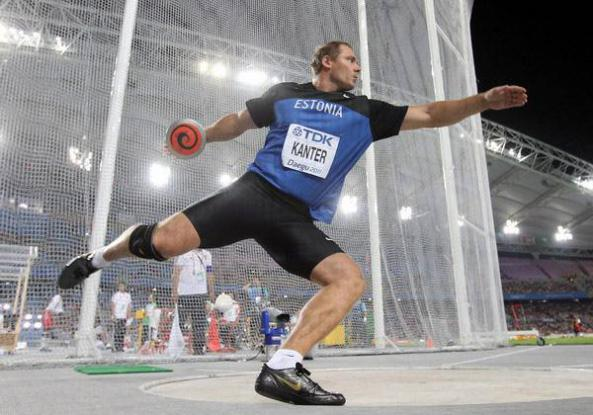 ESTONIA
TDK
KANTER
Daegu 2011